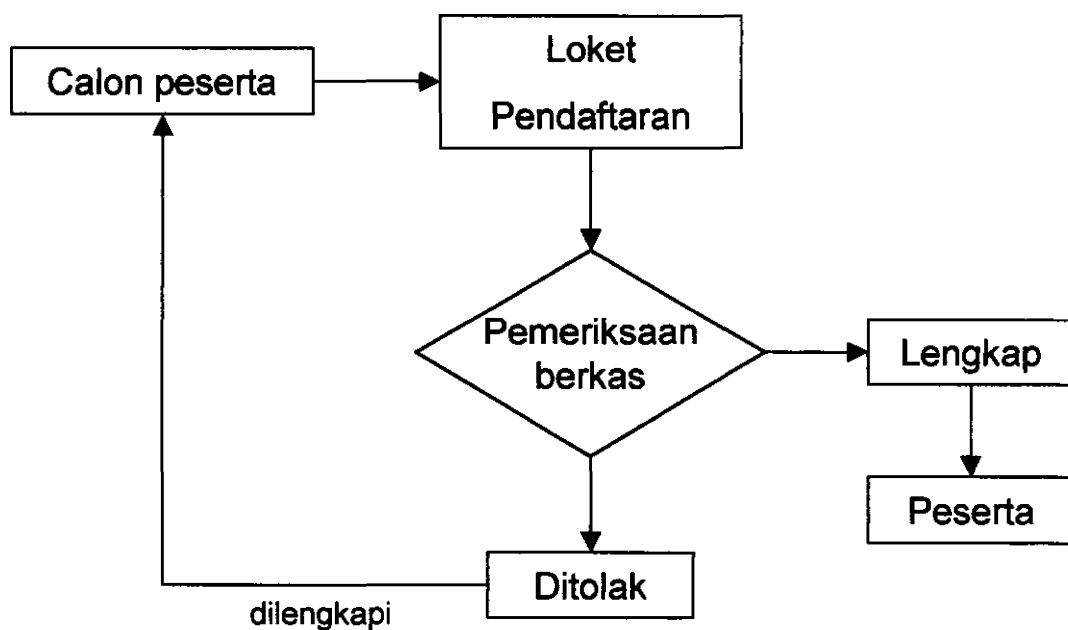 Calon peserta
Loket
Pendaftaran
Pemeriksaan
berkas
Lengkap
Peserta
Ditolak
dilengkapi